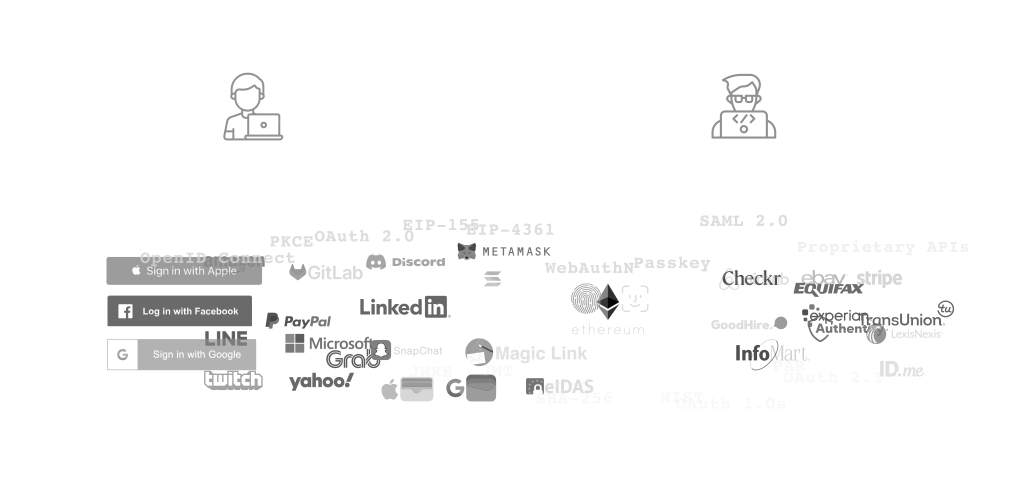 SAML 2.0
EIP-155
EIP-4361
PKCE
OAuth 2.0
Proprietary APIs
OpenID Connect
METAMASK
Passkey
WebAuthN
Discord
Sign in with Apple
GitLab
Checkr
ebay
stripe
EQUIFAX
Log in with Facebook
LinkedIn
PayPal
experian
TransUnion
tu
GoodHire
Authent
ethereum
LexisNexis
LINE
Microsoft
Grab
SnapChat
Magic Link
InfoMart
G
Sign in with Google
JWKS
ID.me
twitch
yahoo!
G
eIDAS
OAuth 2.1
SHA-256
NIST
OAuth 1.0a